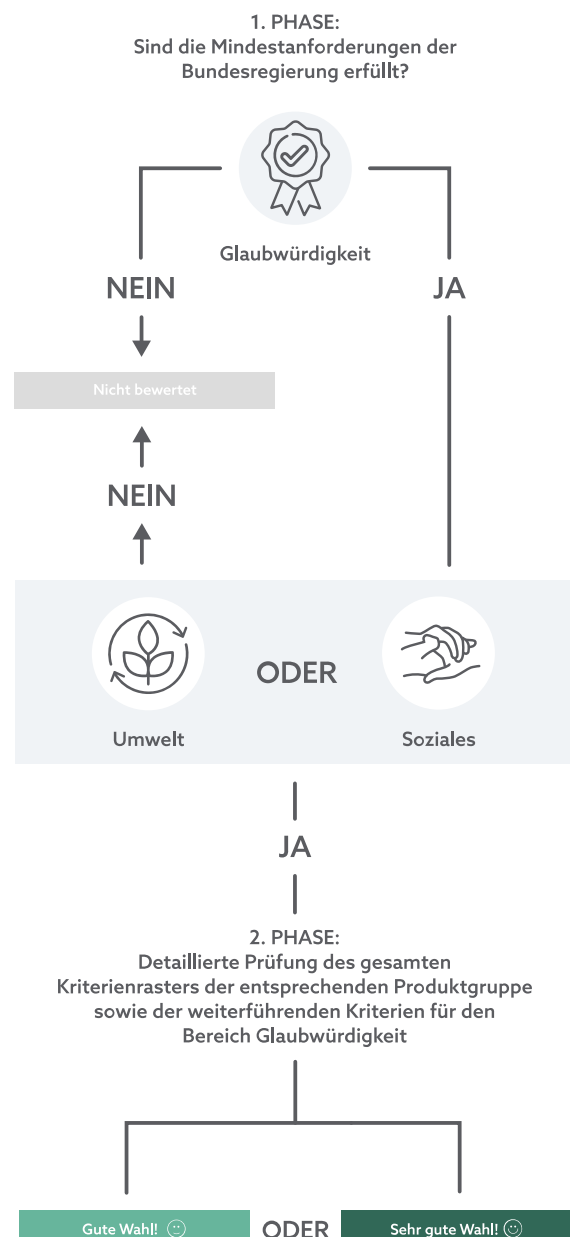 1. PHASE:
Sind die Mindestanforderungen der
Bundesregierung erfüllt?
Glaubwürdigkeit
NEIN
JA
Nicht bewertet
NEIN
ODER
Umwelt
Soziales
JA
2. PHASE:
Detaillierte Prüfung des gesamten
Kriterienrasters der entsprechenden Produktgruppe
sowie der weiterführenden Kriterien für den
Bereich Glaubwürdigkeit
Gute Wahl!
ODER
Sehr gute Wahl!